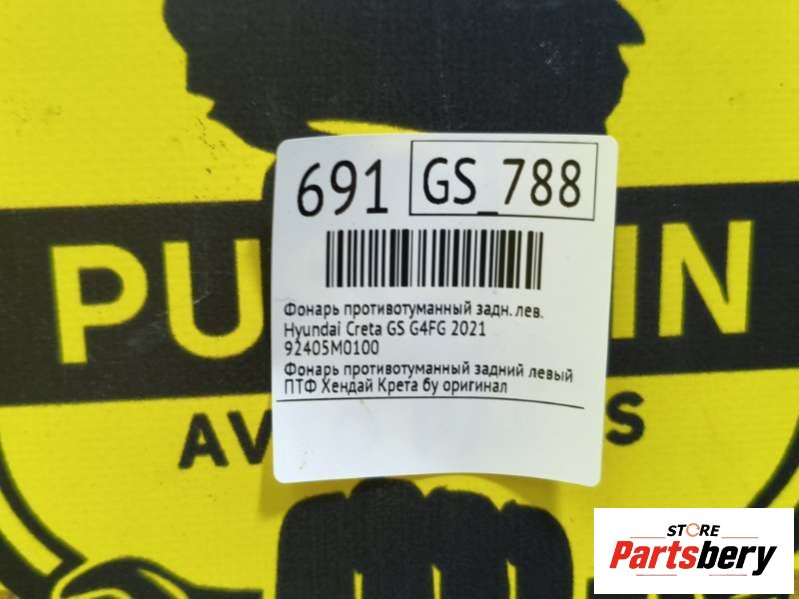 691 GS_788
Фонарь противотуманный задн. лев.
Hyundai Creta GS G4FG 2021
92405M0100
Фонарь противотуманный задний левый
ПТФ Хендай Крета бу оригинал
STORE
Partsbery